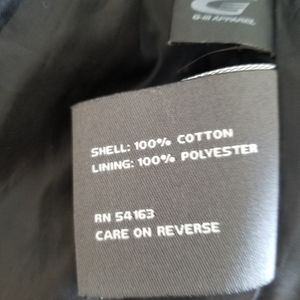 G-III APPAREL
SHELL: 100% COTTON
LINING: 100% POLYESTER
RN 54163
CARE ON REVERSE